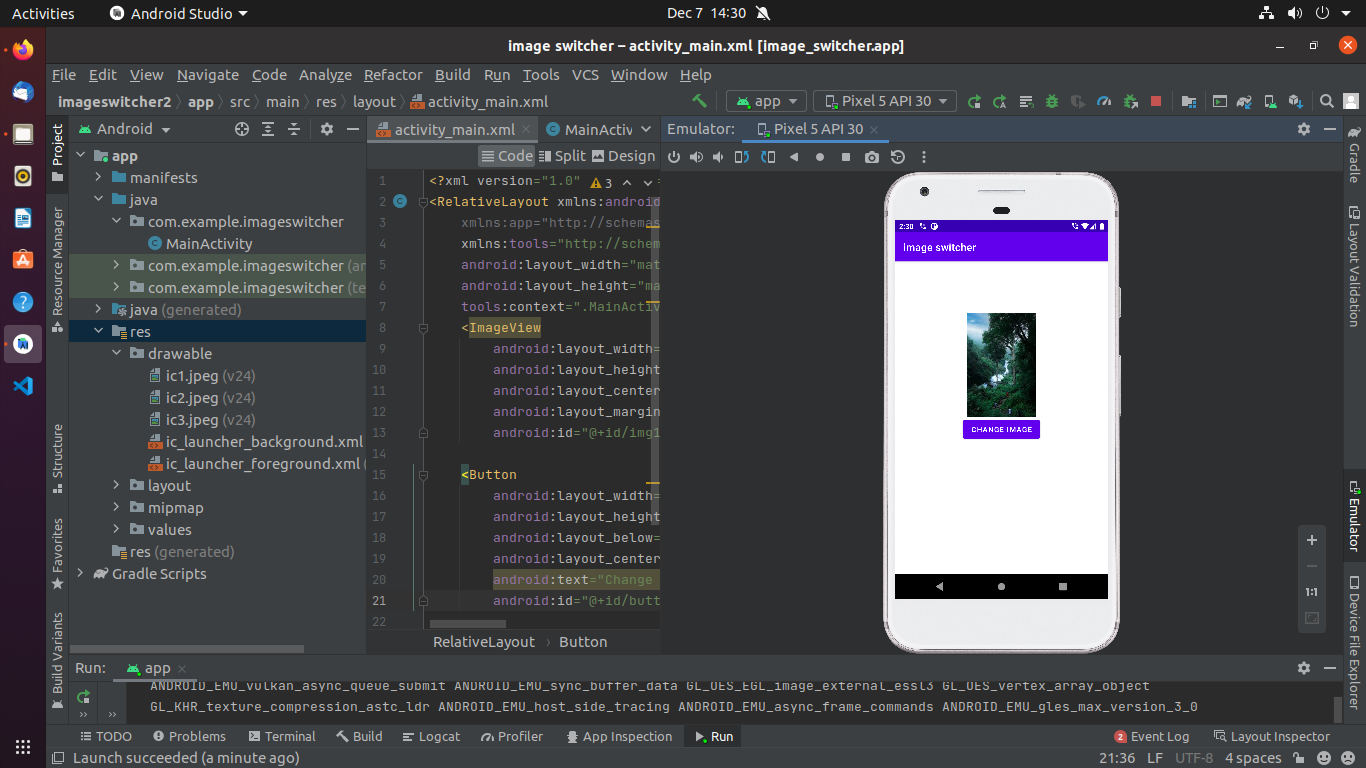 Activities Android Studio Dec 7 14:30
image switcher – activity_main.xml [image_switcher.app]
File Edit View Navigate Code Analyze Refactor Build Run Tools VCS Window Help
imageswitcher2 app src main res layout activity_main.xml app Pixel 5 API 30
Project
Resource Manager
Structure
Favorites
Build Variants
Android
app
manifests
java
com.example.imageswitcher
MainActivity
com.example.imageswitcher (ar
com.example.imageswitcher (te
java (generated)
res
drawable
ic1.jpeg (v24)
ic2.jpeg (v24)
ic3.jpeg (v24)
ic_launcher_background.xml
ic_launcher_foreground.xml (
layout
mipmap
values
res (generated)
Gradle Scripts
activity_main.xml MainActiv
Code Split Design
3
1 <?xml version="1.0"
2 <RelativeLayout xmlns:android
3 xmlns:app="http://schemas
4 xmlns:tools="http://schem
5 android:layout_width="mat
6 android:layout_height="ma
7 tools:context=".MainActiv
8 <ImageView
9 android:layout_width=
10 android:layout_height
11 android:layout_center
12 android:layout_margin
13 android:id="@+id/img1
14
15 <Button
16 android:layout_width=
17 android:layout_height
18 android:layout_below=
19 android:layout_center
20 android:text="Change
21 android:id="@+id/butt
22
RelativeLayout Button
Emulator: Pixel 5 API 30
2:30
Image switcher
CHANGE IMAGE
1:1
Gradle
Layout Validation
Emulator
Device File Explorer
Run: app
ANDROID_EMU_vulkan_async_queue_submit ANDROID_EMU_sync_buffer_data GL_OES_EGL_image_external_essl3 GL_OES_vertex_array_object
GL_KHR_texture_compression_astc_ldr ANDROID_EMU_host_side_tracing ANDROID_EMU_async_frame_commands ANDROID_EMU_gles_max_version_3_0
TODO Problems Terminal Build Logcat Profiler App Inspection Run 2 Event Log Layout Inspector
Launch succeeded (a minute ago) 21:36 LF UTF-8 4 spaces